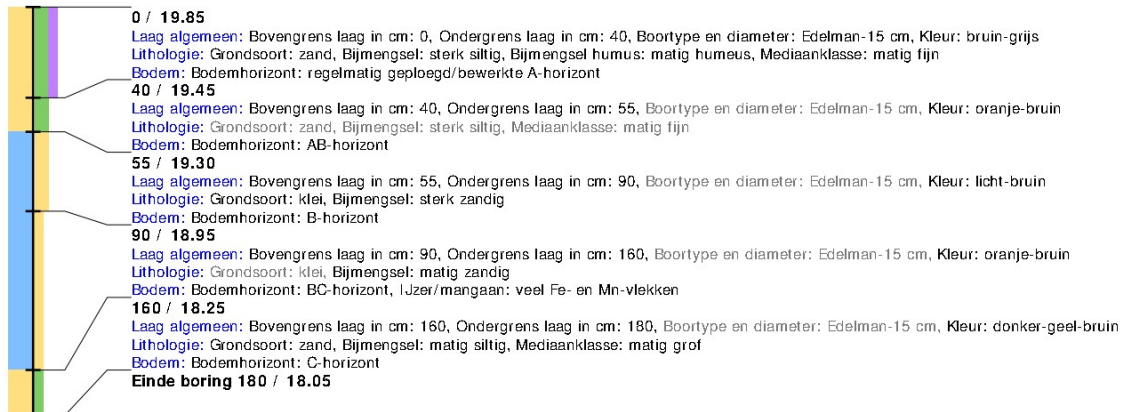 0 / 19.85
Laag algemeen: Bovengrens laag in cm: 0, Ondergrens laag in cm: 40, Boortype en diameter: Edelman-15 cm, Kleur: bruin-grijs
Lithologie: Grondsoort: zand, Bijmengsel: sterk siltig, Bijmengsel humus: matig humeus, Mediaanklasse: matig fijn
Bodem: Bodemhorizont: regelmatig geploegd/bewerkte A-horizont
40 / 19.45
Laag algemeen: Bovengrens laag in cm: 40, Ondergrens laag in cm: 55, Boortype en diameter: Edelman-15 cm, Kleur: oranje-bruin
Lithologie: Grondsoort: zand, Bijmengsel: sterk siltig, Mediaanklasse: matig fijn
Bodem: Bodemhorizont: AB-horizont
55 / 19.30
Laag algemeen: Bovengrens laag in cm: 55, Ondergrens laag in cm: 90, Boortype en diameter: Edelman-15 cm, Kleur: licht-bruin
Lithologie: Grondsoort: klei, Bijmengsel: sterk zandig
Bodem: Bodemhorizont: B-horizont
90 / 18.95
Laag algemeen: Bovengrens laag in cm: 90, Ondergrens laag in cm: 160, Boortype en diameter: Edelman-15 cm, Kleur: oranje-bruin
Lithologie: Grondsoort: klei, Bijmengsel: matig zandig
Bodem: Bodemhorizont: BC-horizont, IJzer/mangaan: veel Fe- en Mn-vlekken
160 / 18.25
Laag algemeen: Bovengrens laag in cm: 160, Ondergrens laag in cm: 180, Boortype en diameter: Edelman-15 cm, Kleur: donker-geel-bruin
Lithologie: Grondsoort: zand, Bijmengsel: matig siltig, Mediaanklasse: matig grof
Bodem: Bodemhorizont: C-horizont
Einde boring 180 / 18.05